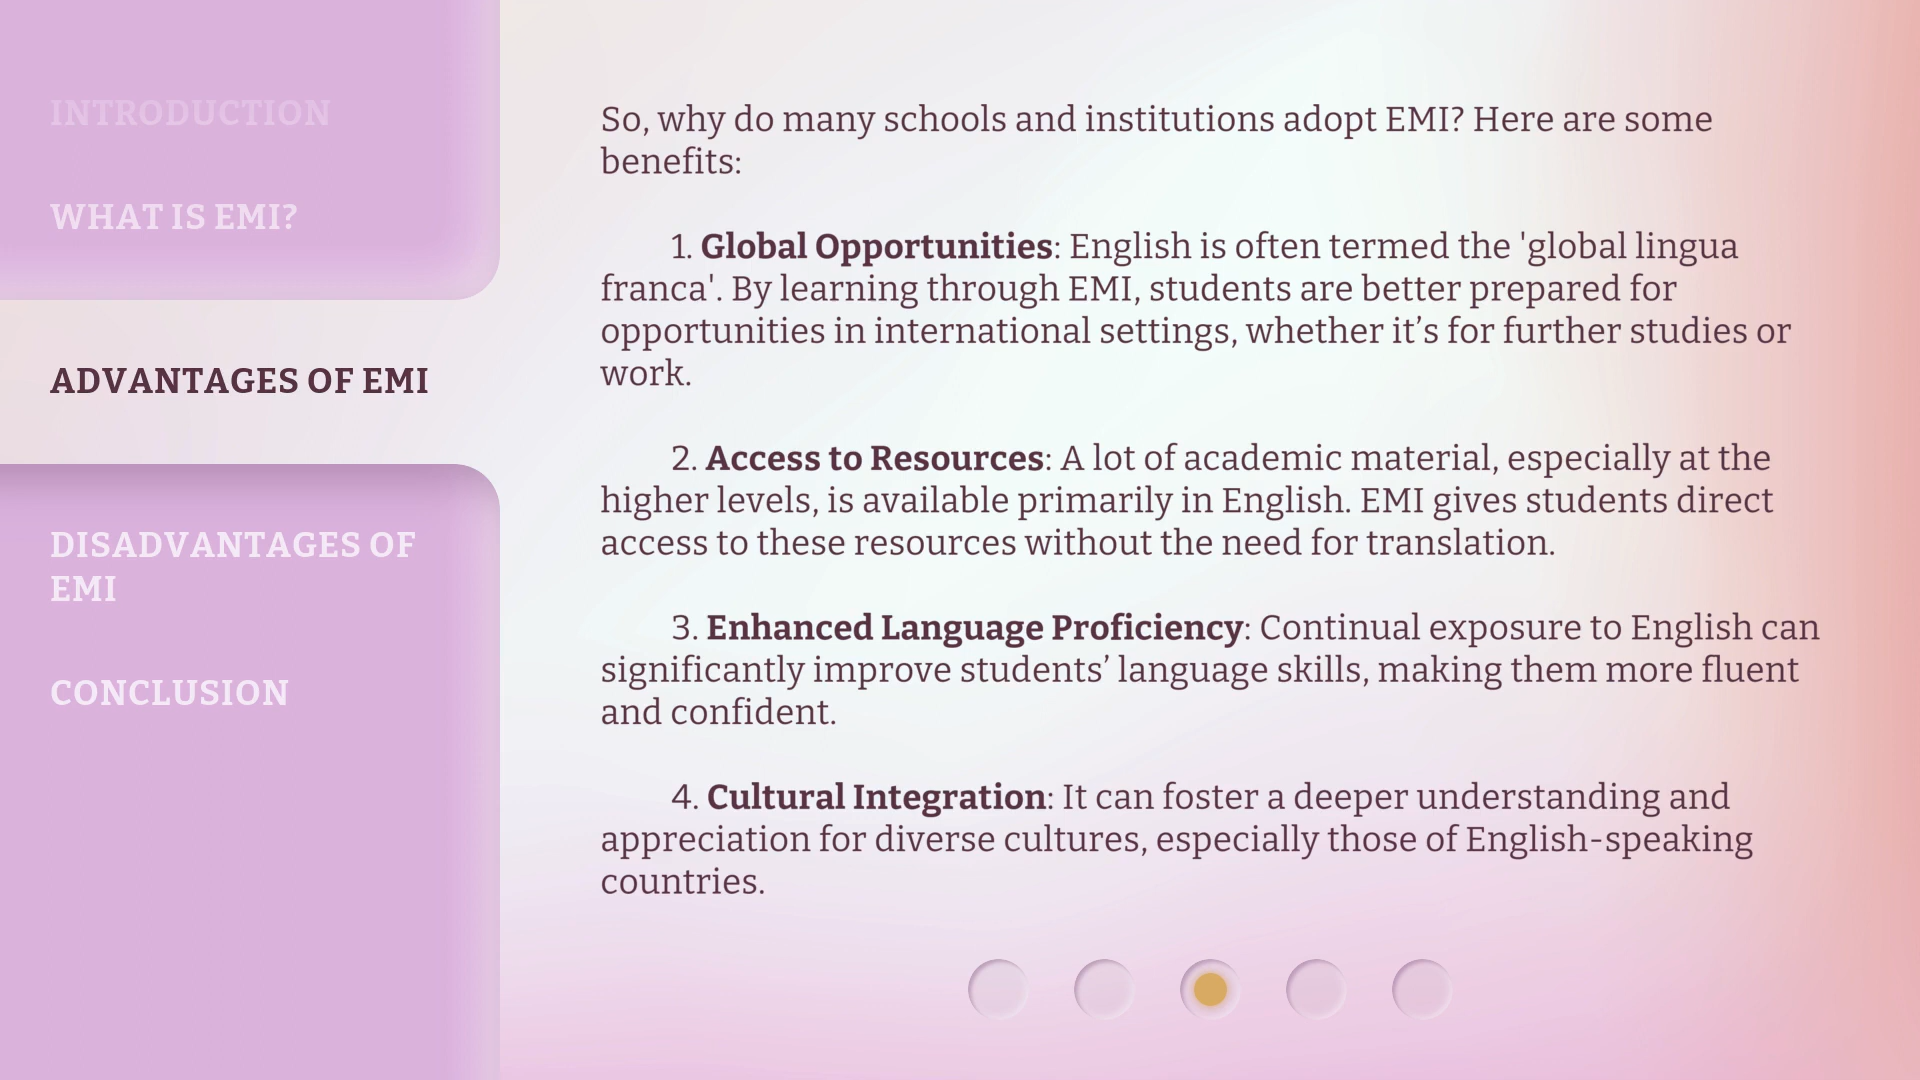 INTRODUCTION
WHAT IS EMI?
ADVANTAGES OF EMI
DISADVANTAGES OF
EMI
CONCLUSION
So, why do many schools and institutions adopt EMI? Here are some
benefits:
1. Global Opportunities: English is often termed the 'global lingua
franca'. By learning through EMI, students are better prepared for
opportunities in international settings, whether it’s for further studies or
work.
2. Access to Resources: A lot of academic material, especially at the
higher levels, is available primarily in English. EMI gives students direct
access to these resources without the need for translation.
3. Enhanced Language Proficiency: Continual exposure to English can
significantly improve students’ language skills, making them more fluent
and confident.
4. Cultural Integration: It can foster a deeper understanding and
appreciation for diverse cultures, especially those of English-speaking
countries.